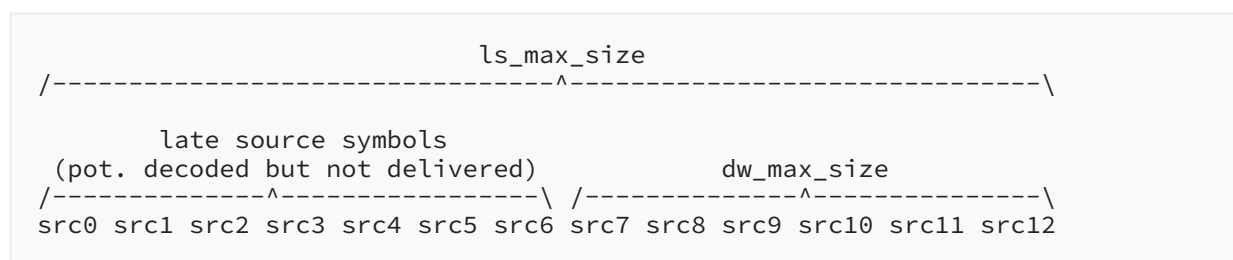 ls_max_size
/---------------------------------^-------------------------------\
late source symbols
(pot. decoded but not delivered) dw_max_size
/--------------^-----------------\ /--------------^---------------\
src0 src1 src2 src3 src4 src5 src6 src7 src8 src9 src10 src11 src12